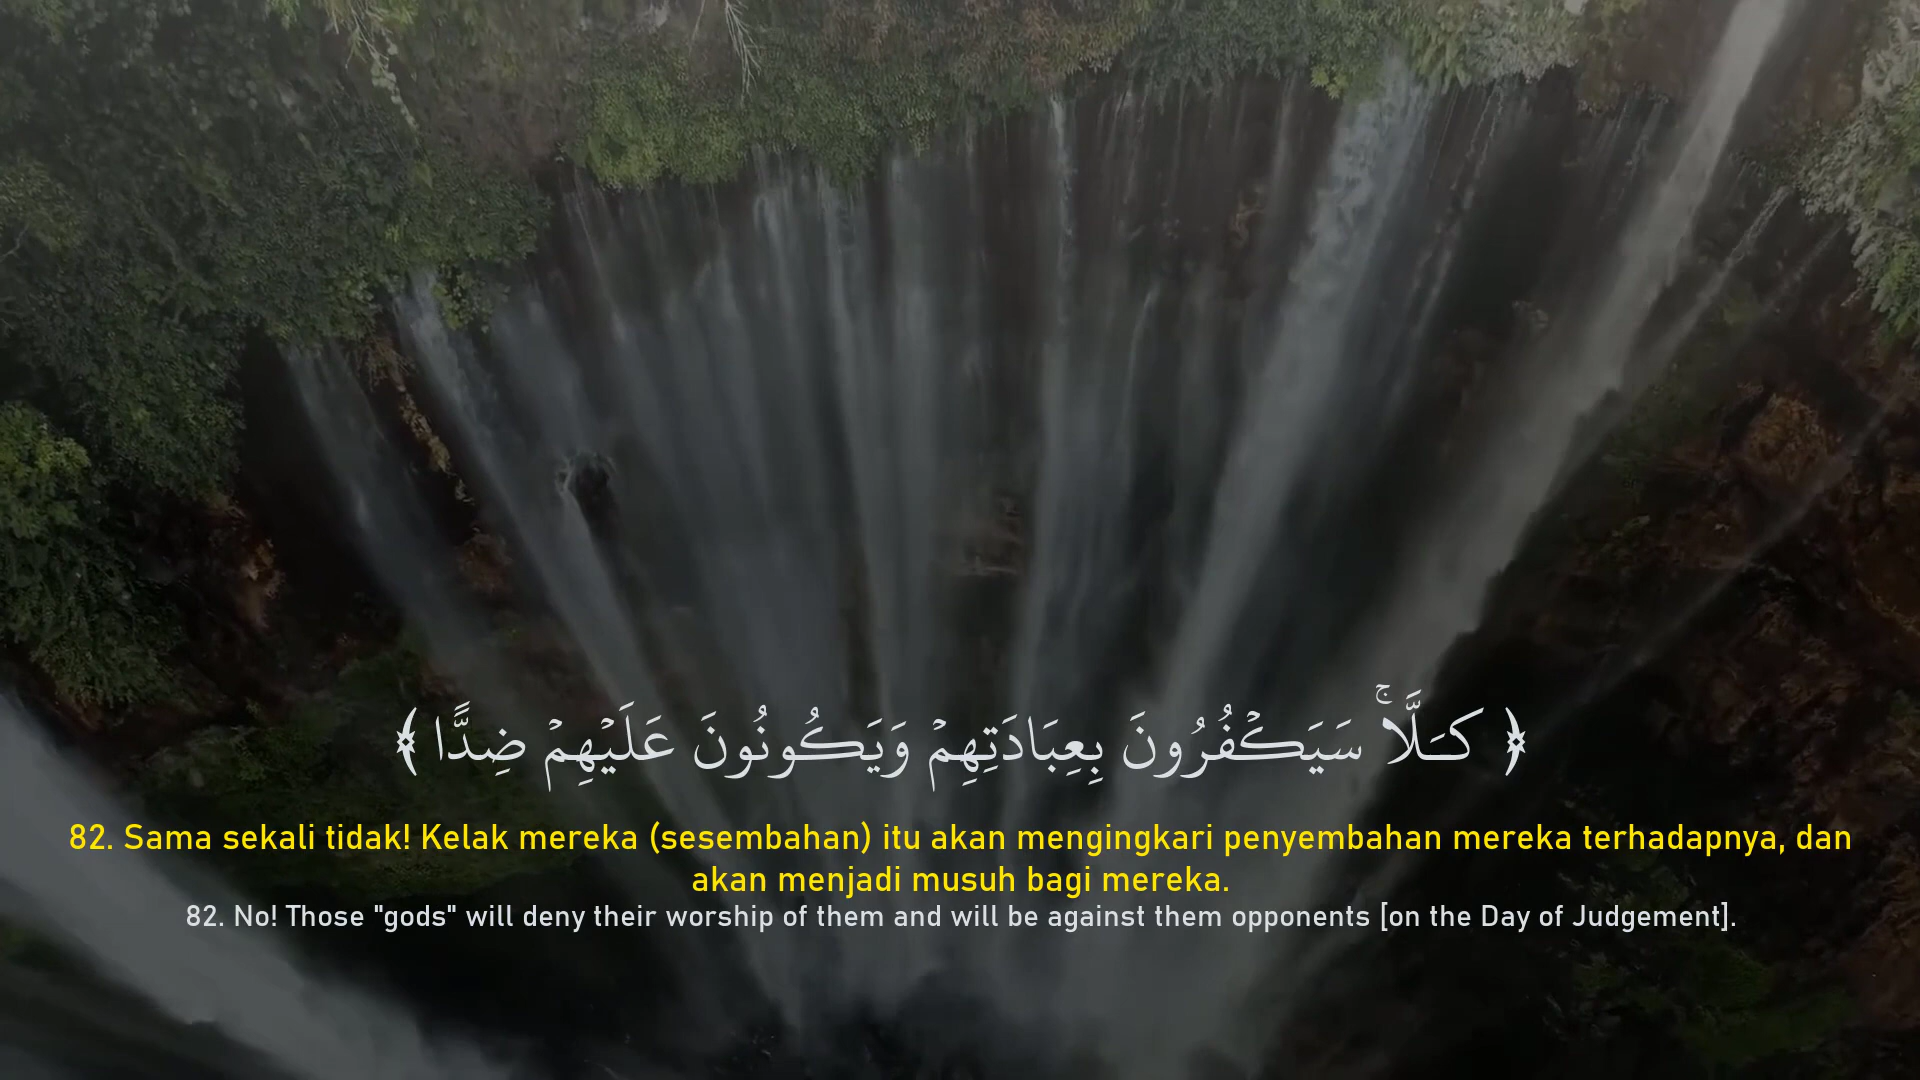 ﴿ كَـلَّاۚ سَيَكۡفُرُونَ بِعِبَادَتِهِمۡ وَيَكُونُونَ عَلَيۡهِمۡ ضِدًّا ﴾
82. Sama sekali tidak! Kelak mereka (sesembahan) itu akan mengingkari penyembahan mereka terhadapnya, dan
akan menjadi musuh bagi mereka.
82. No! Those "gods" will deny their worship of them and will be against them opponents [on the Day of Judgement].